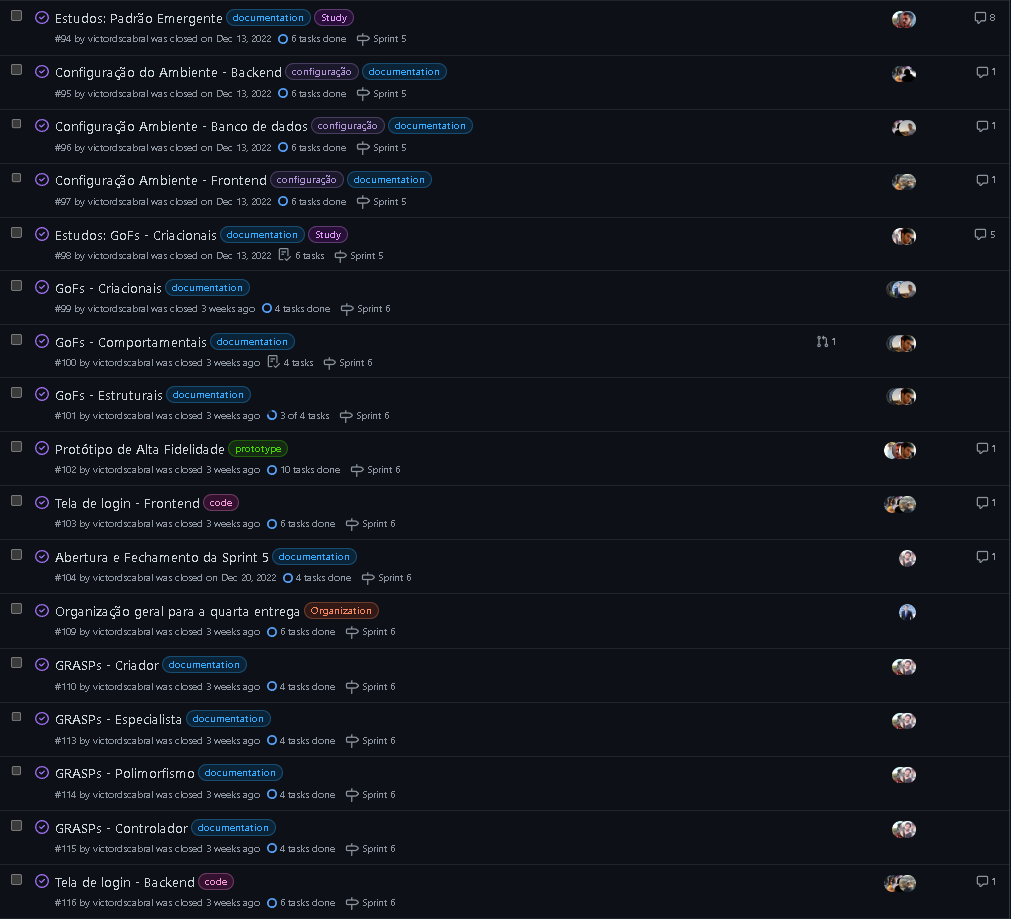 Estudos: Padrão Emergente documentation Study 8
#94 by victordscabral was closed on Dec 13, 2022 6 tasks done Sprint 5
Configuração do Ambiente - Backend configuração documentation 1
#95 by victordscabral was closed on Dec 13, 2022 6 tasks done Sprint 5
Configuração Ambiente - Banco de dados configuração documentation 1
#96 by victordscabral was closed on Dec 13, 2022 6 tasks done Sprint 5
Configuração Ambiente - Frontend configuração documentation 1
#97 by victordscabral was closed on Dec 13, 2022 6 tasks done Sprint 5
Estudos: GoFs - Criacionais documentation Study 5
#98 by victordscabral was closed on Dec 13, 2022 6 tasks Sprint 5
GoFs - Criacionais documentation
#99 by victordscabral was closed 3 weeks ago 4 tasks done Sprint 6
GoFs - Comportamentais documentation 1
#100 by victordscabral was closed 3 weeks ago 4 tasks Sprint 6
GoFs - Estruturais documentation
#101 by victordscabral was closed 3 weeks ago 3 of 4 tasks Sprint 6
Protótipo de Alta Fidelidade prototype 1
#102 by victordscabral was closed 3 weeks ago 10 tasks done Sprint 6
Tela de login - Frontend code 1
#103 by victordscabral was closed 3 weeks ago 6 tasks done Sprint 6
Abertura e Fechamento da Sprint 5 documentation 1
#104 by victordscabral was closed on Dec 20, 2022 4 tasks done Sprint 6
Organização geral para a quarta entrega Organization
#109 by victordscabral was closed 3 weeks ago 6 tasks done Sprint 6
GRASPs - Criador documentation
#110 by victordscabral was closed 3 weeks ago 4 tasks done Sprint 6
GRASPs - Especialista documentation
#113 by victordscabral was closed 3 weeks ago 4 tasks done Sprint 6
GRASPs - Polimorfismo documentation
#114 by victordscabral was closed 3 weeks ago 4 tasks done Sprint 6
GRASPs - Controlador documentation
#115 by victordscabral was closed 3 weeks ago 4 tasks done Sprint 6
Tela de login - Backend code 1
#116 by victordscabral was closed 3 weeks ago 6 tasks done Sprint 6